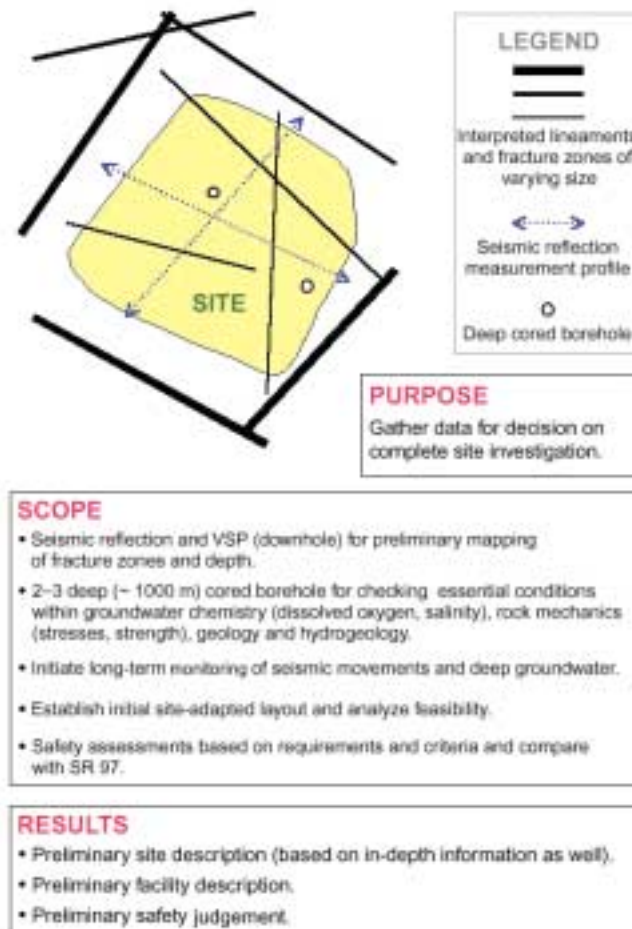 LEGEND
Interpreted lineaments
and fracture zones of
varying size
Seismic reflection
measurement profile
Deep cored borehole
SITE
PURPOSE
Gather data for decision on
complete site investigation.
SCOPE
• Seismic reflection and VSP (downhole) for preliminary mapping
of fracture zones and depth.
• 2–3 deep (~ 1000 m) cored borehole for checking essential conditions
within groundwater chemistry (dissolved oxygen, salinity), rock mechanics
(stresses, strength), geology and hydrogeology.
• Initiate long-term monitoring of seismic movements and deep groundwater.
• Establish initial site-adapted layout and analyze feasibility.
• Safety assessments based on requirements and criteria and compare
with SR 97.
RESULTS
• Preliminary site description (based on in-depth information as well).
• Preliminary facility description.
• Preliminary safety judgement.